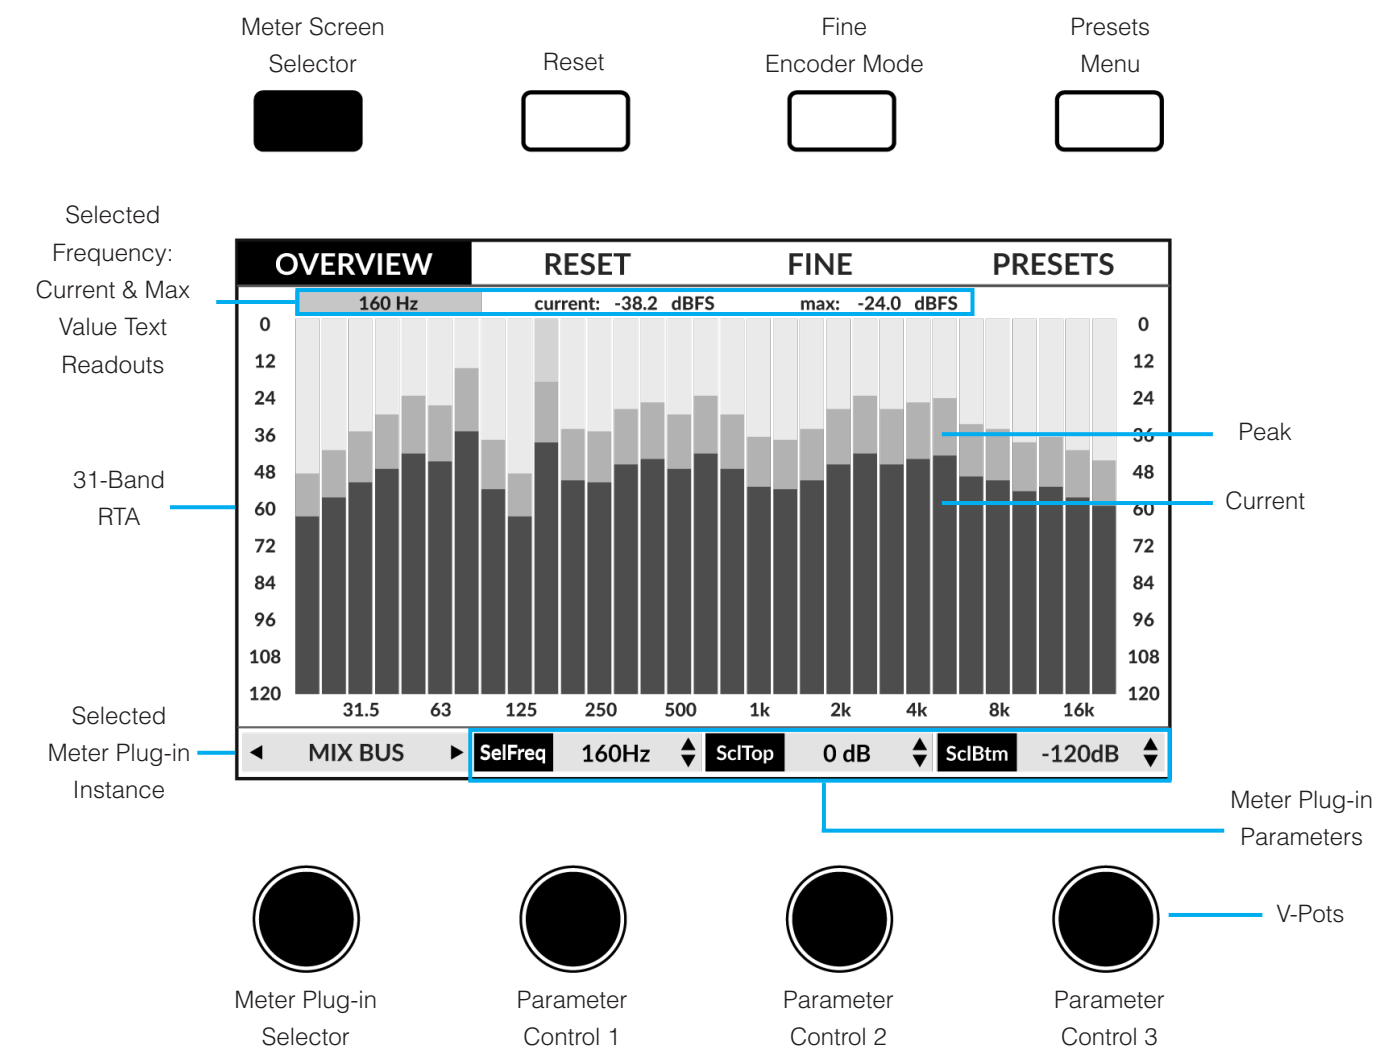 Meter Screen
Selector
Reset
Fine
Encoder Mode
Presets
Menu
Selected
Frequency:
Current & Max
Value Text
Readouts
OVERVIEW RESET FINE PRESETS
160 Hz current: -38.2 dBFS max: -24.0 dBFS
0 0
12 12
24 24
36 36
48 48
60 60
72 72
84 84
96 96
108 108
120 120
31.5 63 125 250 500 1k 2k 4k 8k 16k
Peak
Current
31-Band
RTA
Selected
Meter Plug-in
Instance
MIX BUS SelFreq 160Hz SclTop 0 dB SclBtm -120dB
Meter Plug-in
Parameters
V-Pots
Meter Plug-in
Selector
Parameter
Control 1
Parameter
Control 2
Parameter
Control 3